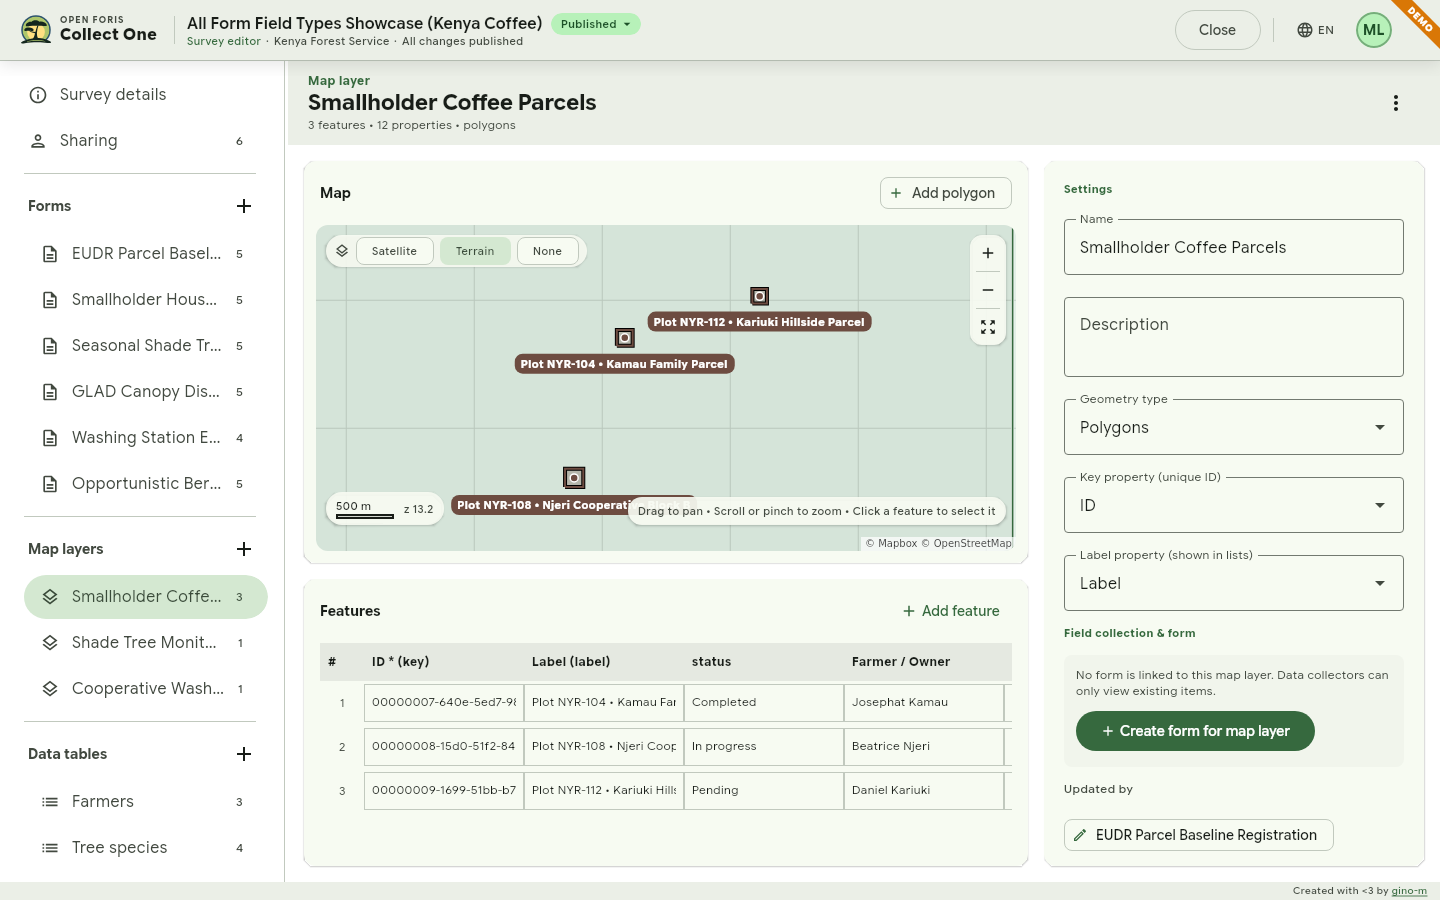 OPEN FORIS
Collect One
All Form Field Types Showcase (Kenya Coffee)
Published
Survey editor · Kenya Forest Service · All changes published
Close
EN
ML
DEMO
Survey details
Sharing 6
Forms
EUDR Parcel Basel... 5
Smallholder Hous... 5
Seasonal Shade Tr... 5
GLAD Canopy Dis... 5
Washing Station E... 4
Opportunistic Ber... 5
Map layers
Smallholder Coffe... 3
Shade Tree Monit... 1
Cooperative Wash... 1
Data tables
Farmers 3
Tree species 4
Map layer
Smallholder Coffee Parcels
3 features • 12 properties • polygons
Map
Add polygon
Satellite Terrain None
Plot NYR-112 • Kariuki Hillside Parcel
Plot NYR-104 • Kamau Family Parcel
Plot NYR-108 • Njeri Cooperati
500 m
z 13.2
Drag to pan • Scroll or pinch to zoom • Click a feature to select it
© Mapbox © OpenStreetMap
Features
Add feature
# ID * (key) Label (label) status Farmer / Owner
1 00000007-640e-5ed7-98 Plot NYR-104 • Kamau Far Completed Josephat Kamau
2 00000008-15d0-51f2-84 Plot NYR-108 • Njeri Coop In progress Beatrice Njeri
3 00000009-1699-51bb-b7 Plot NYR-112 • Kariuki Hills Pending Daniel Kariuki
Settings
Name
Smallholder Coffee Parcels
Description
Geometry type
Polygons
Key property (unique ID)
ID
Label property (shown in lists)
Label
Field collection & form
No form is linked to this map layer. Data collectors can
only view existing items.
Create form for map layer
Updated by
EUDR Parcel Baseline Registration
Created with <3 by gino-m